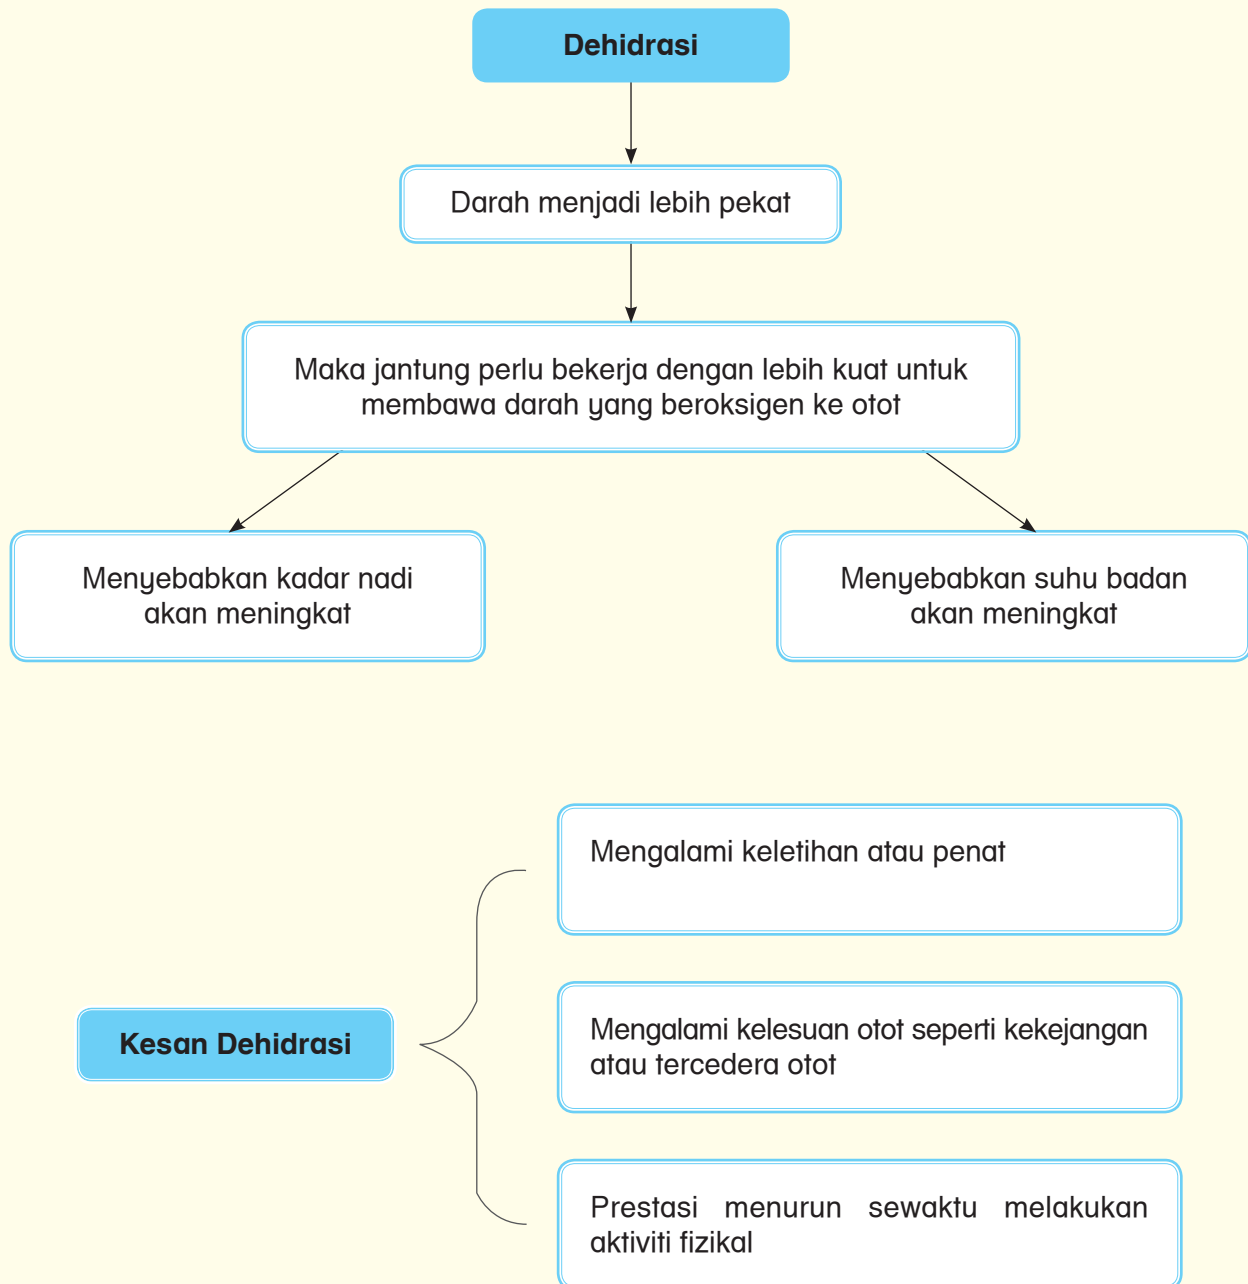 Dehidrasi
Darah menjadi lebih pekat
Maka jantung perlu bekerja dengan lebih kuat untuk
membawa darah yang beroksigen ke otot
Menyebabkan kadar nadi
akan meningkat
Menyebabkan suhu badan
akan meningkat
Mengalami keletihan atau penat
Kesan Dehidrasi
Mengalami kelesuan otot seperti kekejangan
atau tercedera otot
Prestasi menurun sewaktu melakukan
aktiviti fizikal